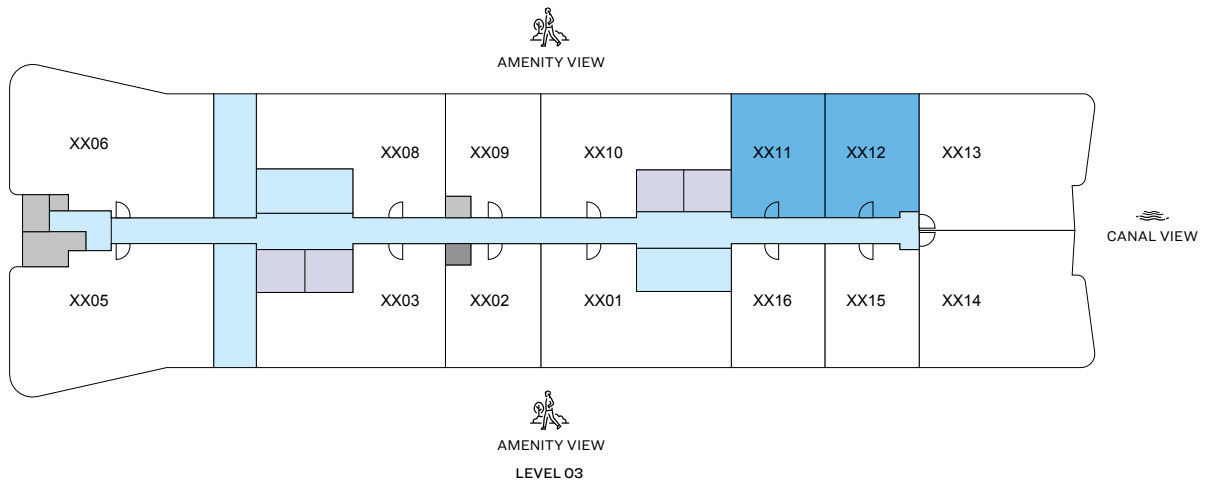 AMENITY VIEW
XX06
XX08
XX09
XX10
XX11
XX12
XX13
CANAL VIEW
XX05
XX03
XX02
XX01
XX16
XX15
XX14
AMENITY VIEW
LEVEL 03